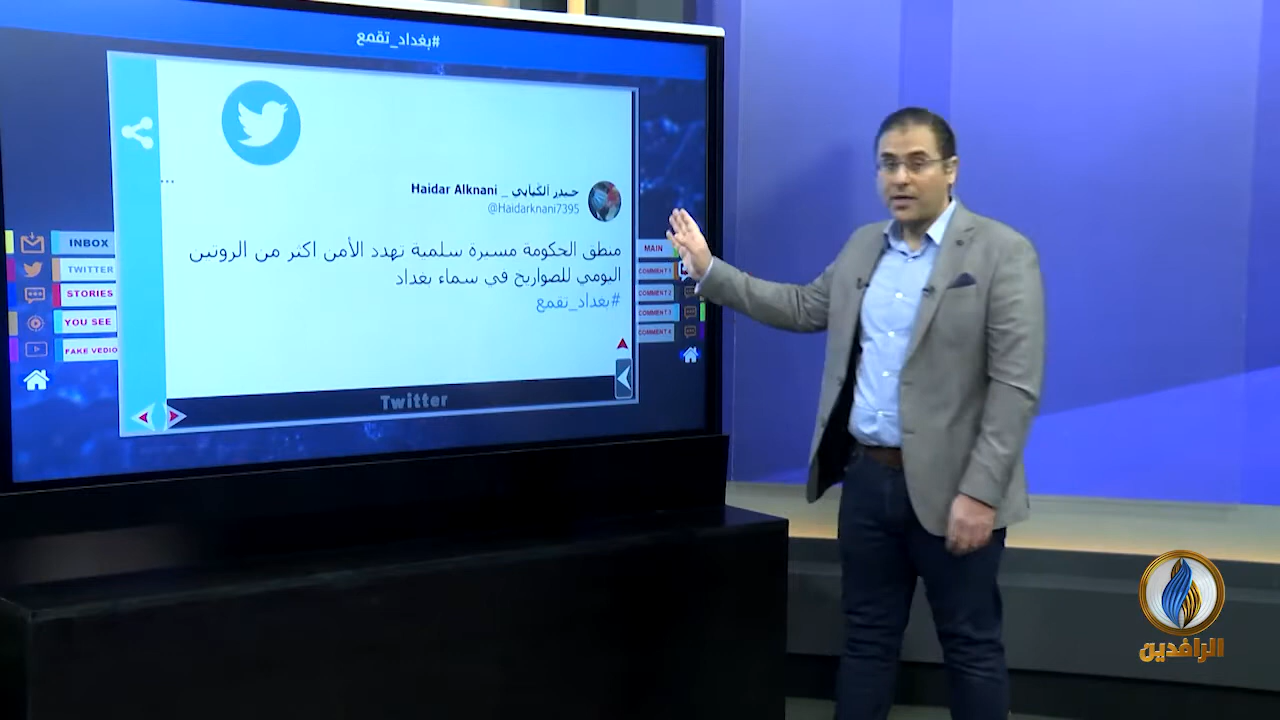 #بغداد_تقمع
حيدر الكناني _ Haidar Alknani
@Haidarknani7395
منطق الحكومة مسيرة سلمية تهدد الأمن اكثر من الروتين
اليومي للصواريخ في سماء بغداد
#بغداد_تقمع
Twitter
INBOX
TWITTER
STORIES
YOU SEE
FAKE VEDIO
MAIN
COMMENT 1
COMMENT 2
COMMENT 3
COMMENT 4
الرافدين